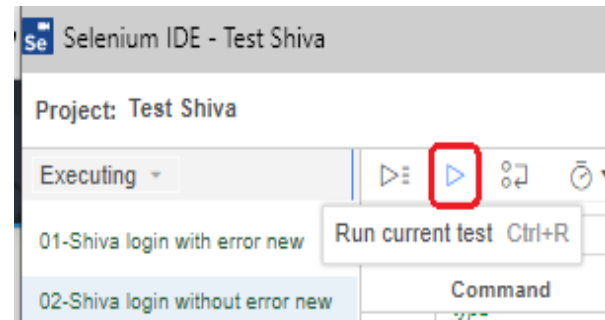 Se Selenium IDE - Test Shiva
Project: Test Shiva
Executing
01-Shiva login with error new
Run current test Ctrl+R
02-Shiva login without error new
Command